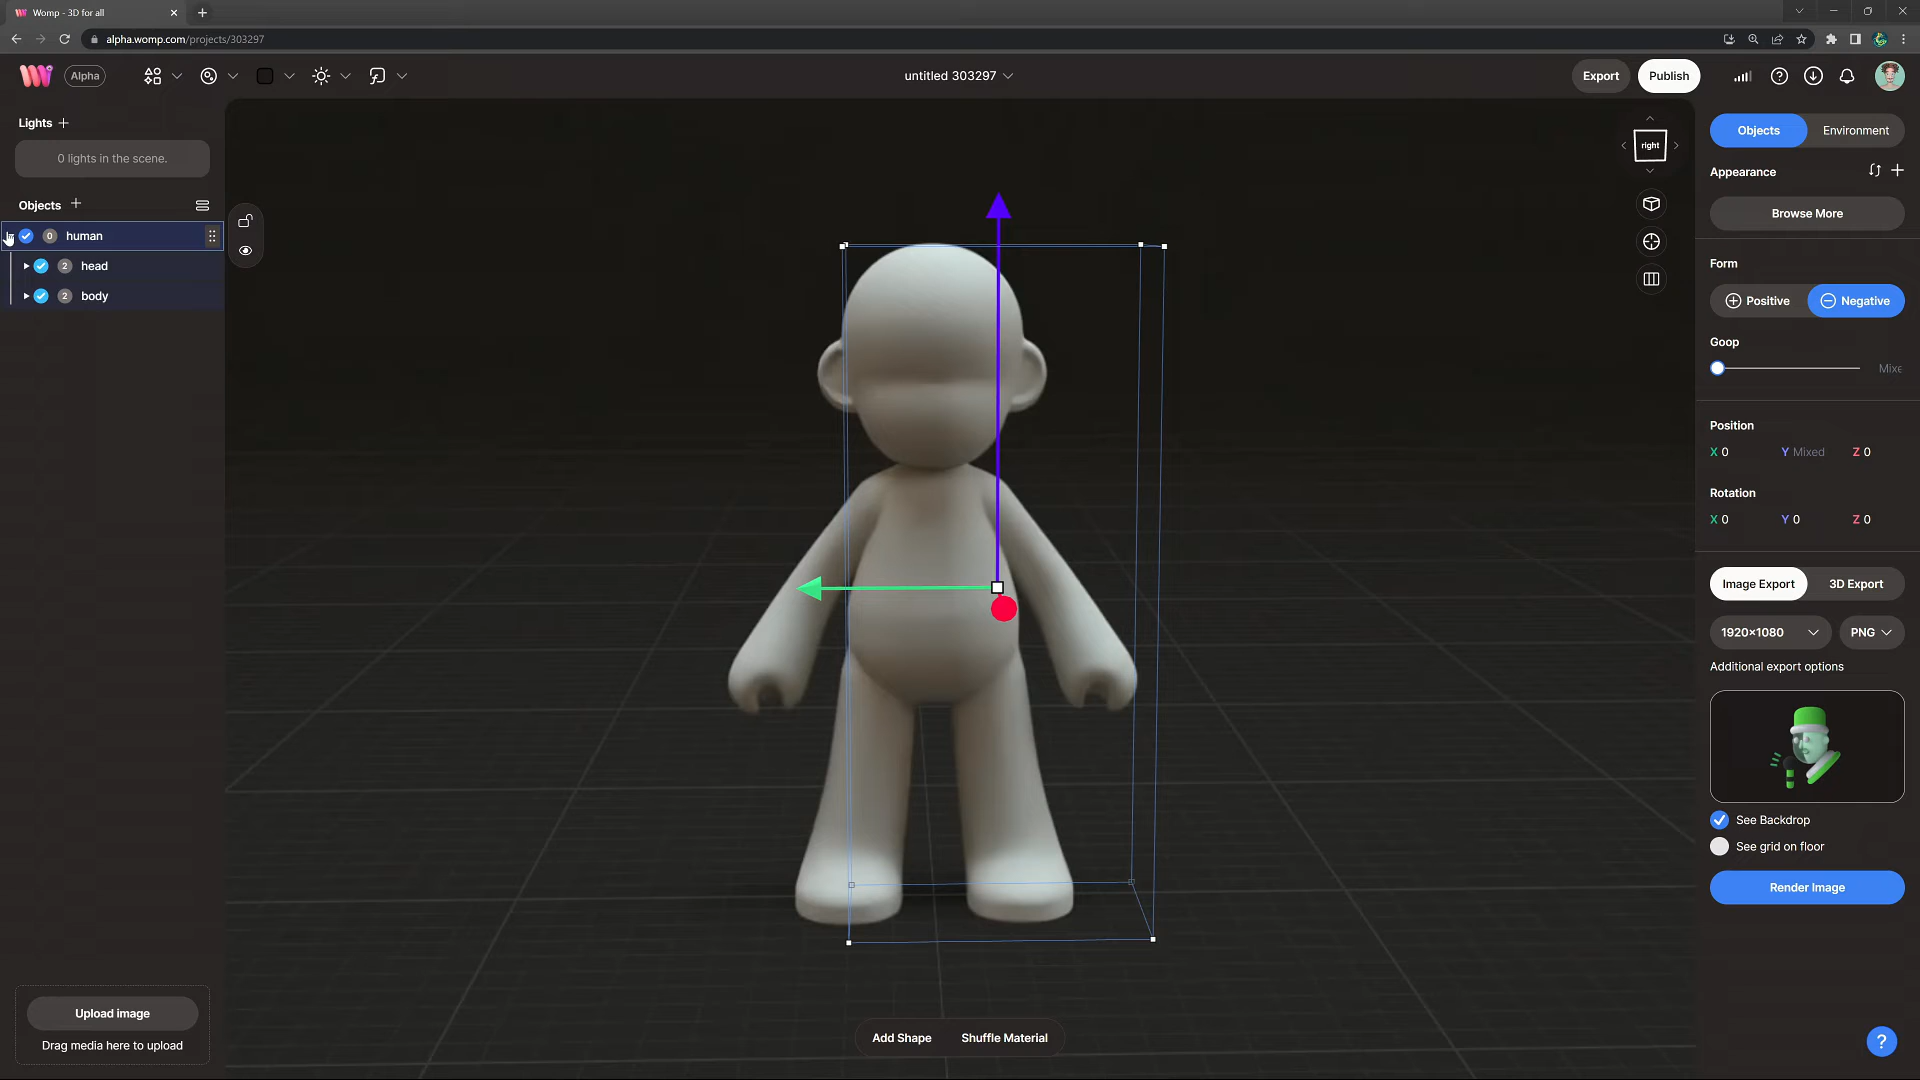 Womp - 3D for all
alpha.womp.com/projects/303297
Alpha
untitled 303297
Export
Publish
Lights
0 lights in the scene.
Objects
0 human
2 head
2 body
Upload image
Drag media here to upload
right
Add Shape
Shuffle Material
Objects
Environment
Appearance
Browse More
Form
Positive
Negative
Goop
Position
X 0 Y Mixed Z 0
Rotation
X 0 Y 0 Z 0
Image Export
3D Export
1920×1080
PNG
Additional export options
See Backdrop
See grid on floor
Render Image
?